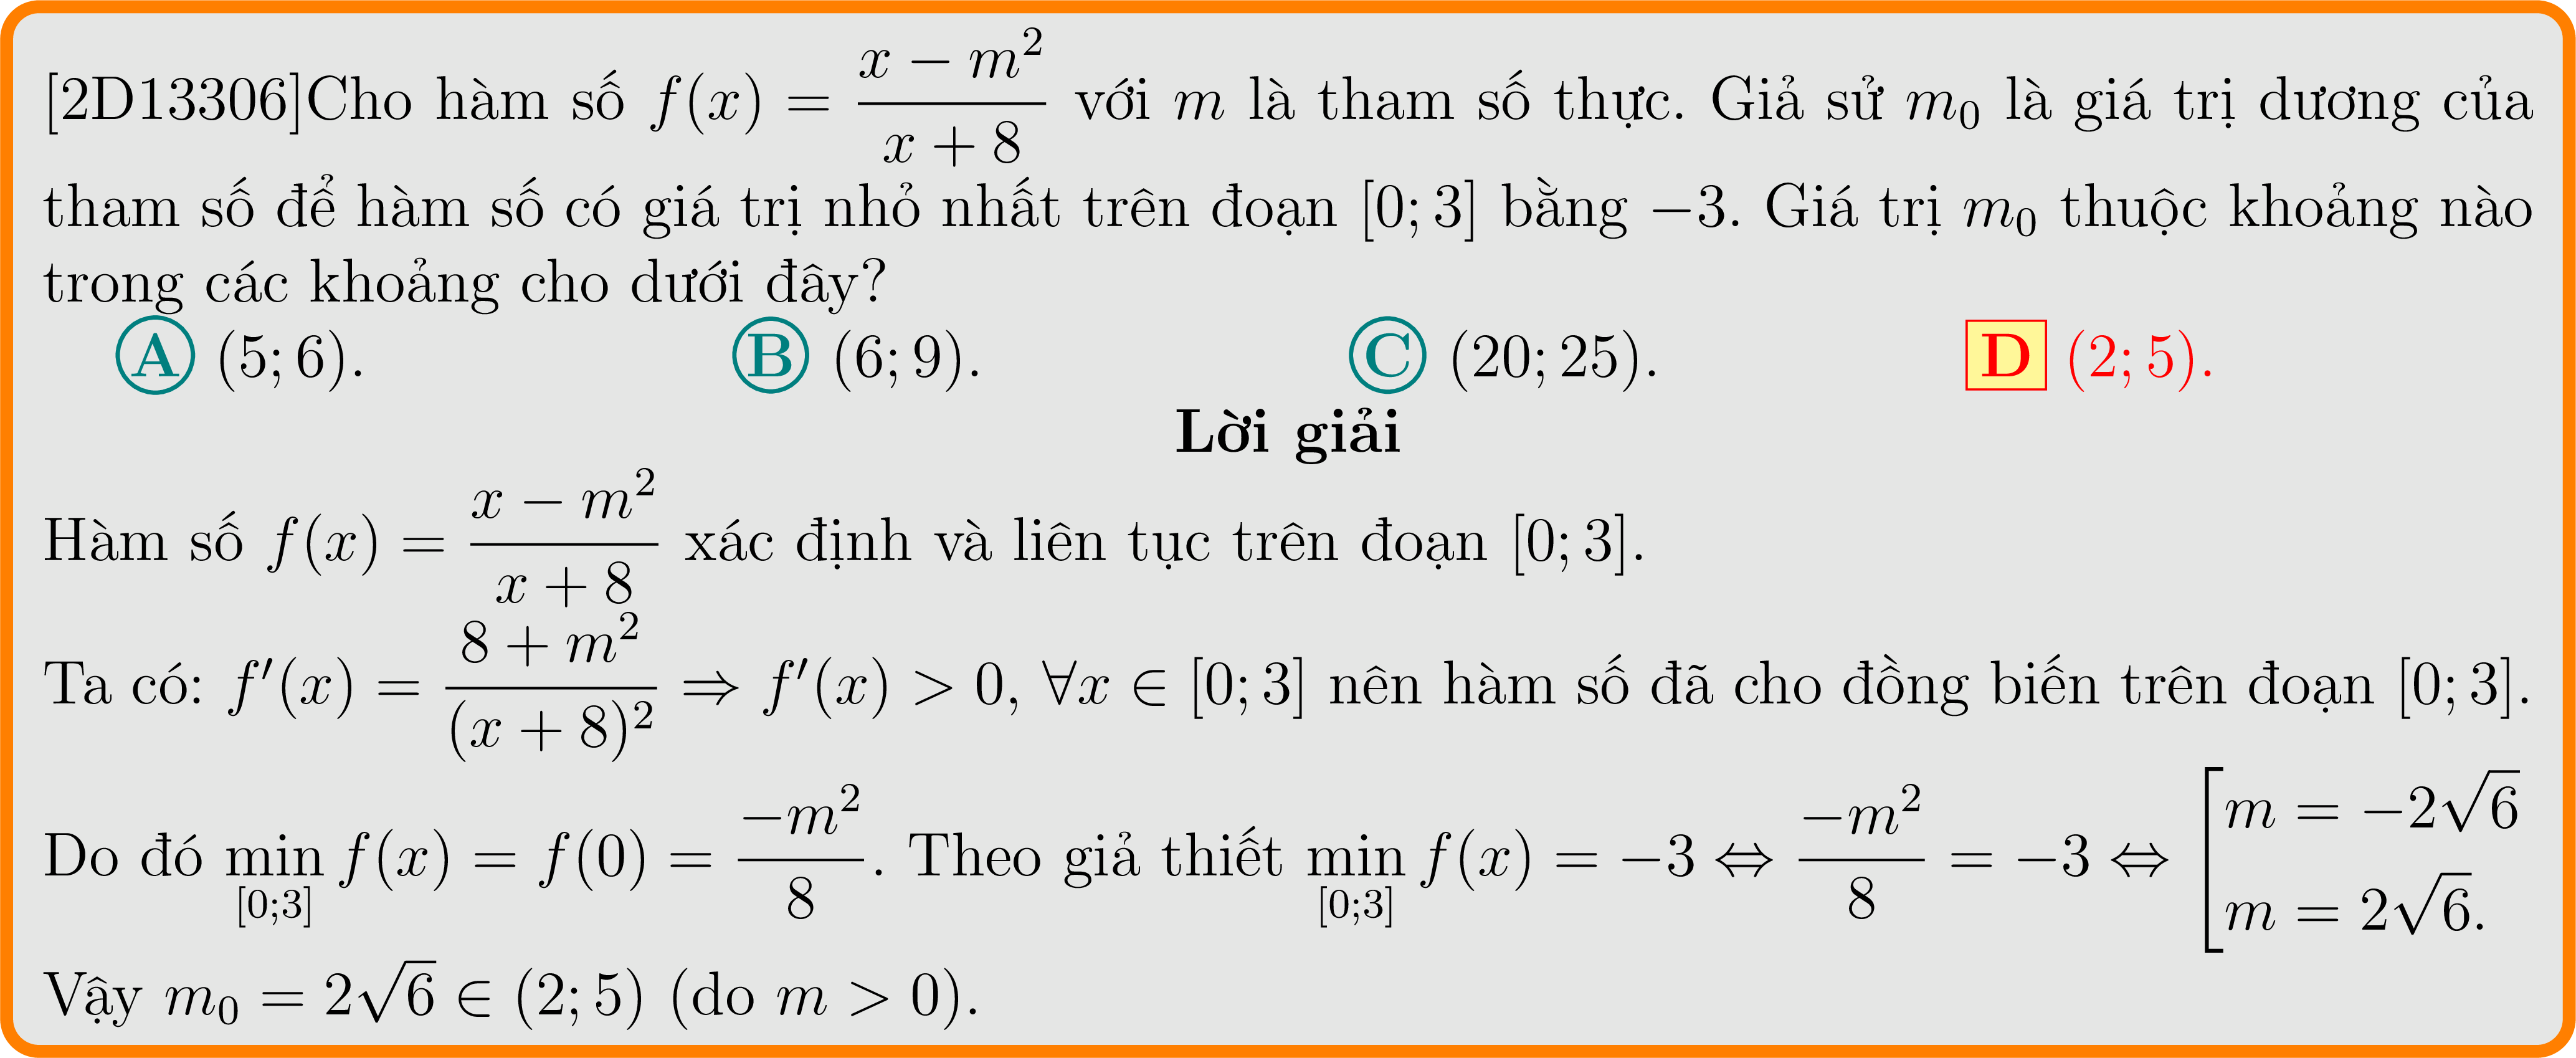 [2D13306]Cho hàm số $f(x) = \dfrac{x - m^2}{x + 8}$ với $m$ là tham số thực. Giả sử $m_0$ là giá trị dương của
tham số để hàm số có giá trị nhỏ nhất trên đoạn $[0; 3]$ bằng $-3$. Giá trị $m_0$ thuộc khoảng nào
trong các khoảng cho dưới đây?
A $(5; 6)$. B $(6; 9)$. C $(20; 25)$. D $(2; 5)$.
Lời giải
Hàm số $f(x) = \dfrac{x - m^2}{x + 8}$ xác định và liên tục trên đoạn $[0; 3]$.
Ta có: $f'(x) = \dfrac{8 + m^2}{(x + 8)^2} \Rightarrow f'(x) > 0, \forall x \in [0; 3]$ nên hàm số đã cho đồng biến trên đoạn $[0; 3]$.
Do đó $\min\limits_{[0;3]} f(x) = f(0) = \dfrac{-m^2}{8}$. Theo giả thiết $\min\limits_{[0;3]} f(x) = -3 \Leftrightarrow \dfrac{-m^2}{8} = -3 \Leftrightarrow \left[\begin{array}{l} m = -2\sqrt{6} \\ m = 2\sqrt{6}. \end{array}\right.$
Vậy $m_0 = 2\sqrt{6} \in (2; 5)$ (do $m > 0$).